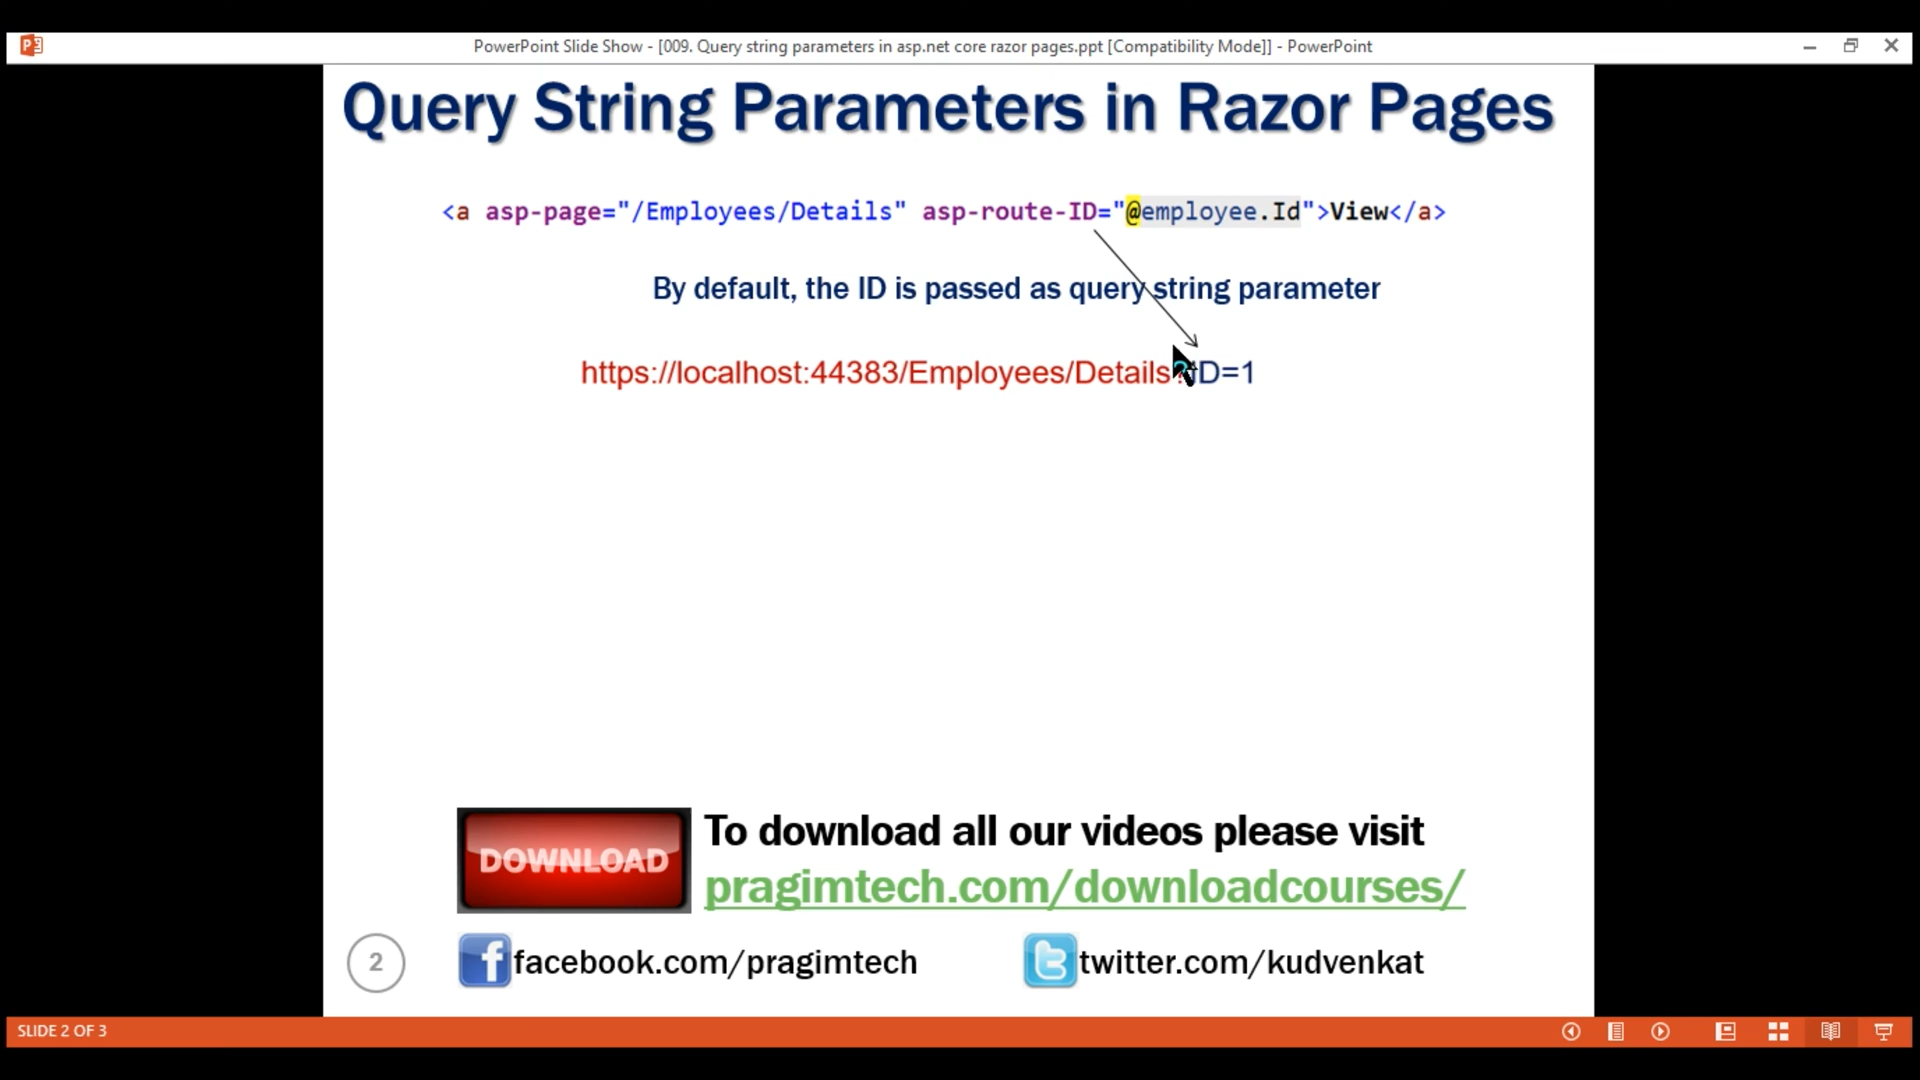 PowerPoint Slide Show - [009. Query string parameters in asp.net core razor pages.ppt [Compatibility Mode]] - PowerPoint
Query String Parameters in Razor Pages
<a asp-page="/Employees/Details" asp-route-ID="@employee.Id">View</a>
By default, the ID is passed as query string parameter
https://localhost:44383/Employees/Details?ID=1
DOWNLOAD
To download all our videos please visit
pragimtech.com/downloadcourses/
2
facebook.com/pragimtech
twitter.com/kudvenkat
SLIDE 2 OF 3